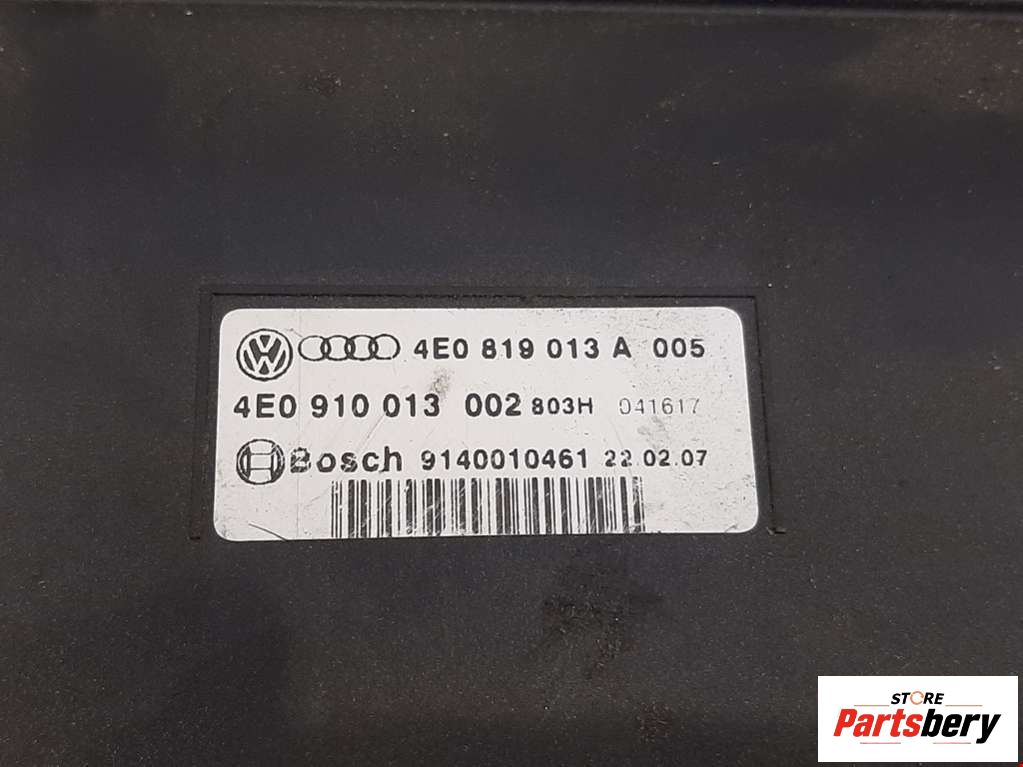 4E0 819 013 A 005
4E0 910 013 002 803H 041617
Bosch 9140010461 22.02.07
STORE
Partsbery